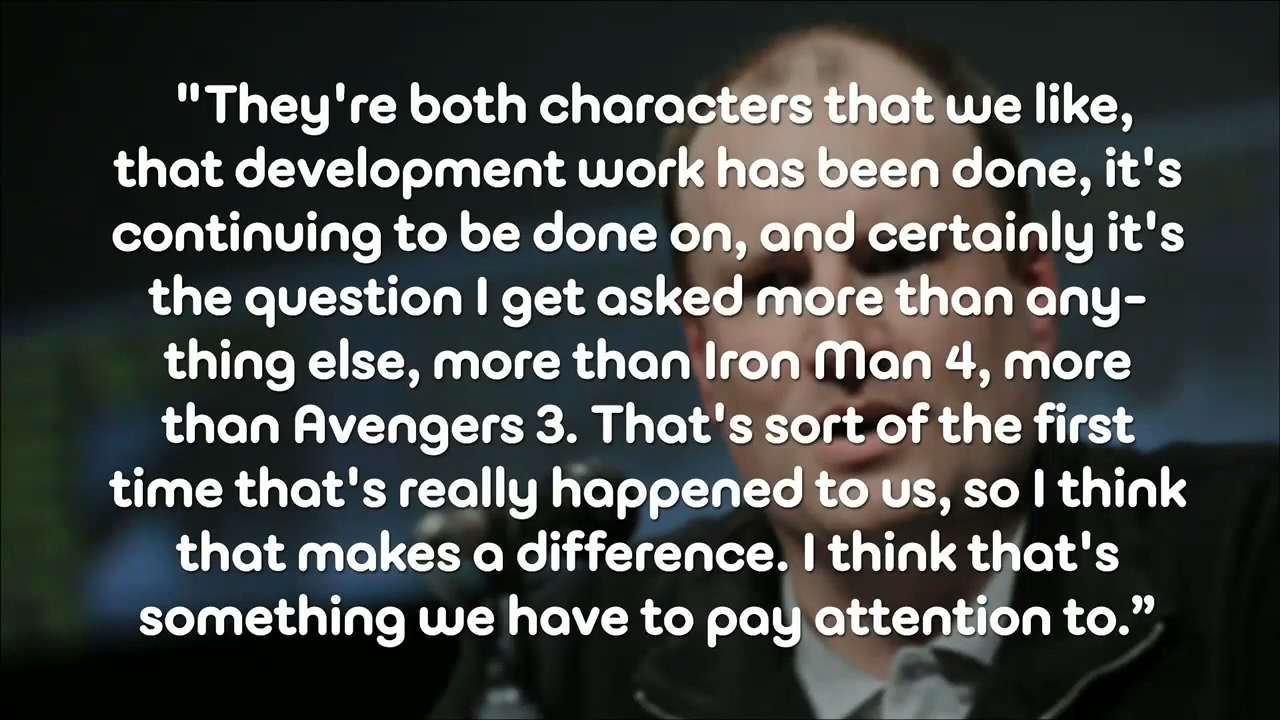 "They're both characters that we like,
that development work has been done, it's
continuing to be done on, and certainly it's
the question I get asked more than any-
thing else, more than Iron Man 4, more
than Avengers 3. That's sort of the first
time that's really happened to us, so I think
that makes a difference. I think that's
something we have to pay attention to.”